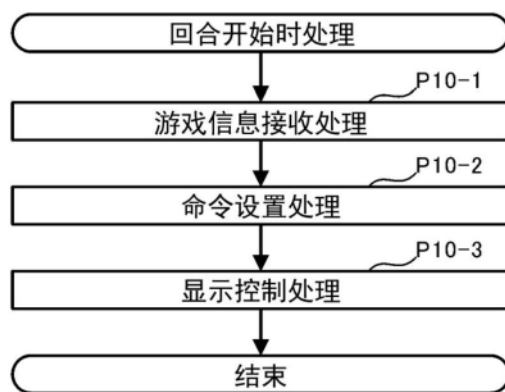 回合开始时处理
P10-1
游戏信息接收处理
P10-2
命令设置处理
P10-3
显示控制处理
结束